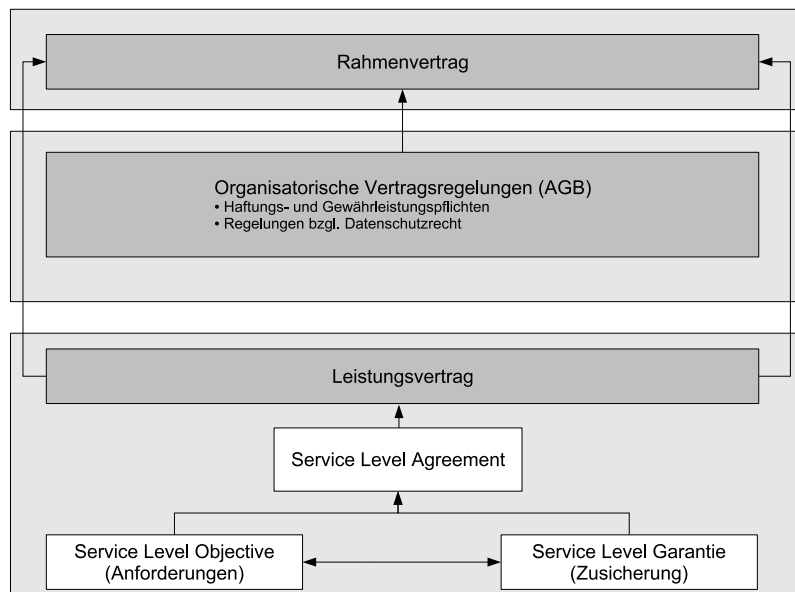 Rahmenvertrag
Organisatorische Vertragsregelungen (AGB)
• Haftungs- und Gewährleistungspflichten
• Regelungen bzgl. Datenschutzrecht
Leistungsvertrag
Service Level Agreement
Service Level Objective
(Anforderungen)
Service Level Garantie
(Zusicherung)